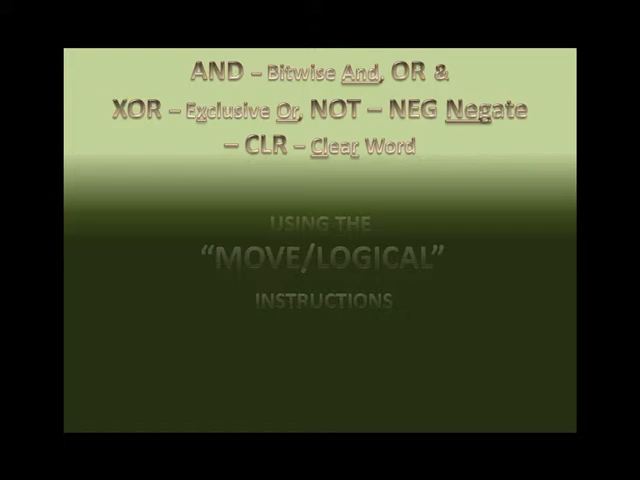 AND – Bitwise And, OR &
XOR – Exclusive Or, NOT – NEG Negate
– CLR – Clear Word
USING THE
“MOVE/LOGICAL”
INSTRUCTIONS